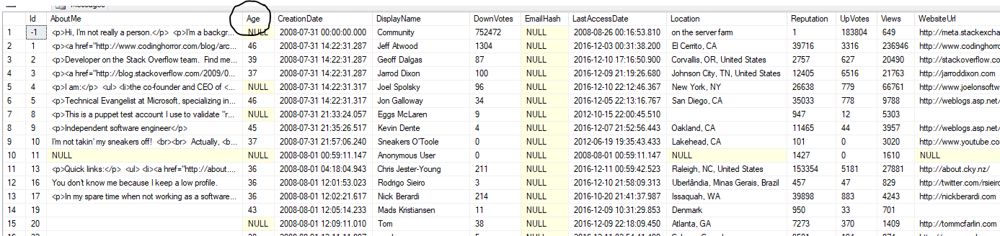 Id AboutMe Age CreationDate DisplayName DownVotes EmailHash LastAccessDate Location Reputation UpVotes Views WebsiteUrl
1 -1 <p>Hi, I'm not really a person.</p> <p>I'm a backgr... NULL 2008-07-31 00:00:00.000 Community 752472 NULL 2008-08-26 00:16:53.810 on the server farm 1 183804 649 http://meta.stackexcha
2 1 <p><a href="http://www.codinghorror.com/blog/arc... 46 2008-07-31 14:22:31.287 Jeff Atwood 1304 NULL 2016-12-03 00:31:38.200 El Cerrito, CA 39716 3316 236946 http://www.codinghorr
3 2 <p>Developer on the Stack Overflow team. Find me... 39 2008-07-31 14:22:31.287 Geoff Dalgas 87 NULL 2016-12-10 17:16:50.900 Corvallis, OR, United States 2757 627 20490 http://stackoverflow.c
4 3 <p><a href="http://blog.stackoverflow.com/2009/0... 37 2008-07-31 14:22:31.287 Jarrod Dixon 100 NULL 2016-12-09 21:19:26.680 Johnson City, TN, United States 12405 6516 21763 http://jarroddixon.com
5 4 <p>I am:</p> <ul> <li>the co-founder and CEO of <... NULL 2008-07-31 14:22:31.317 Joel Spolsky 96 NULL 2016-12-10 22:12:46.367 New York, NY 26638 779 66761 http://www.joelonsoftw
6 5 <p>Technical Evangelist at Microsoft, specializing in... 46 2008-07-31 14:22:31.317 Jon Galloway 34 NULL 2016-12-05 22:13:16.767 San Diego, CA 35033 778 9788 http://weblogs.asp.net/
7 8 <p>This is a puppet test account I use to validate "r... NULL 2008-07-31 21:33:24.057 Eggs McLaren 9 NULL 2012-10-15 22:00:45.510 947 12 5303
8 9 <p>Independent software engineer</p> 45 2008-07-31 21:35:26.517 Kevin Dente 4 NULL 2016-12-07 21:52:56.443 Oakland, CA 11465 44 3957 http://weblogs.asp.net/
9 10 I'm not takin' my sneakers off! <br><br> Actually, <b... 37 2008-07-31 21:57:06.240 Sneakers O'Toole 0 NULL 2012-06-19 19:35:43.433 Lakehead, CA 101 0 3020 http://www.youtube.co
10 11 NULL NULL 2008-08-01 00:59:11.147 Anonymous User 0 NULL 2008-08-01 00:59:11.147 NULL 1427 0 1610 NULL
11 13 <p>Quick links:</p> <ul> <li><a href="http://about.... 36 2008-08-01 04:18:04.943 Chris Jester-Young 211 NULL 2016-12-11 00:59:42.523 Raleigh, NC, United States 153354 5181 27881 http://about.cky.nz/
12 16 You don't know me because I keep a low profile. 36 2008-08-01 12:01:53.023 Rodrigo Sieiro 3 NULL 2016-12-10 21:58:09.313 Uberlândia, Minas Gerais, Brazil 457 47 829 http://twitter.com/rsieiro
13 17 <p>In my spare time when not working as a software... 36 2008-08-01 12:02:21.617 Nick Berardi 214 NULL 2016-10-20 21:41:37.987 Issaquah, WA 39898 883 4243 http://nickberardi.com
14 19 43 2008-08-01 12:05:14.233 Mads Kristiansen 11 NULL 2016-12-09 10:31:29.853 Denmark 950 33 701
15 20 NULL 2008-08-01 12:09:11.010 Tom 38 NULL 2016-12-09 22:18:09.450 Atlanta, GA 7273 370 1409 http://tommcfarlin.com